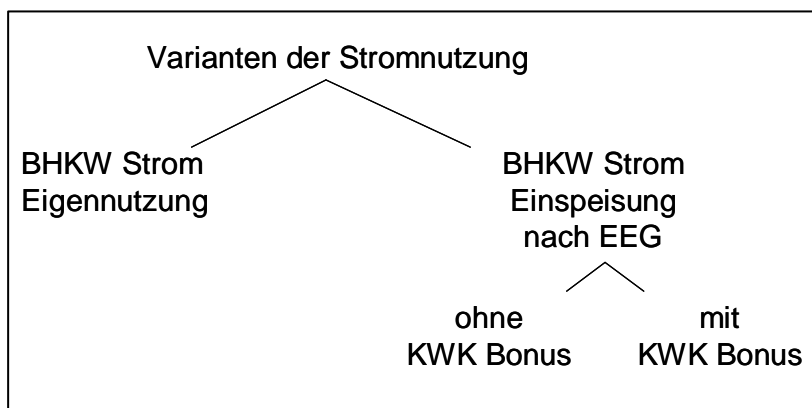 Varianten der Stromnutzung
BHKW Strom
Eigennutzung
BHKW Strom
Einspeisung
nach EEG
ohne
KWK Bonus
mit
KWK Bonus